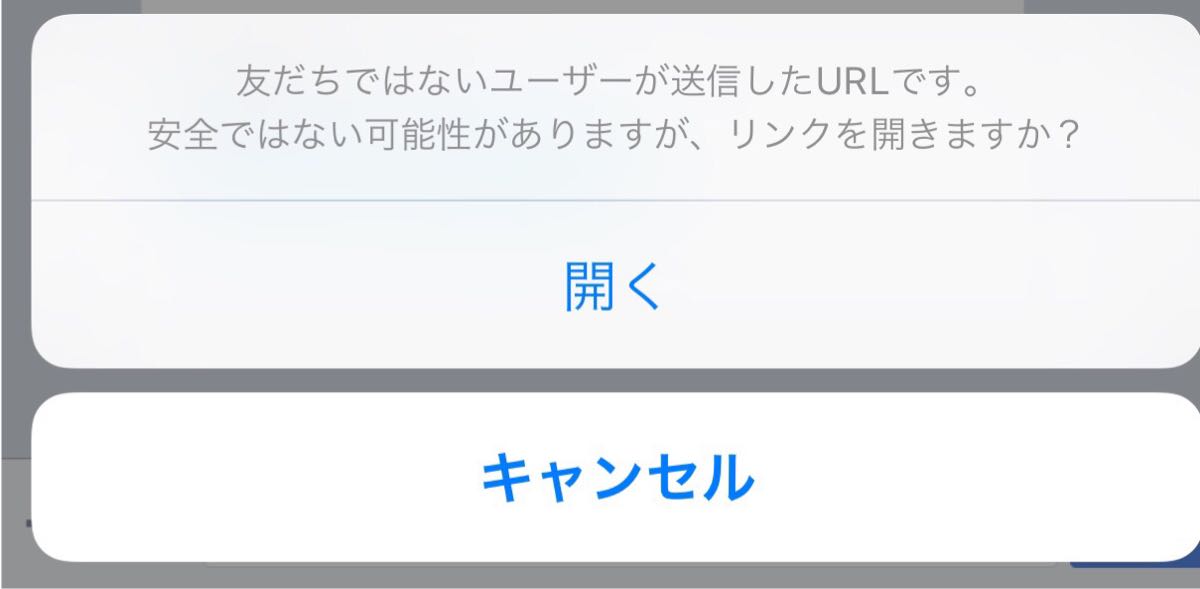 友だちではないユーザーが送信したURLです。
安全ではない可能性がありますが、リンクを開きますか？
開く
キャンセル